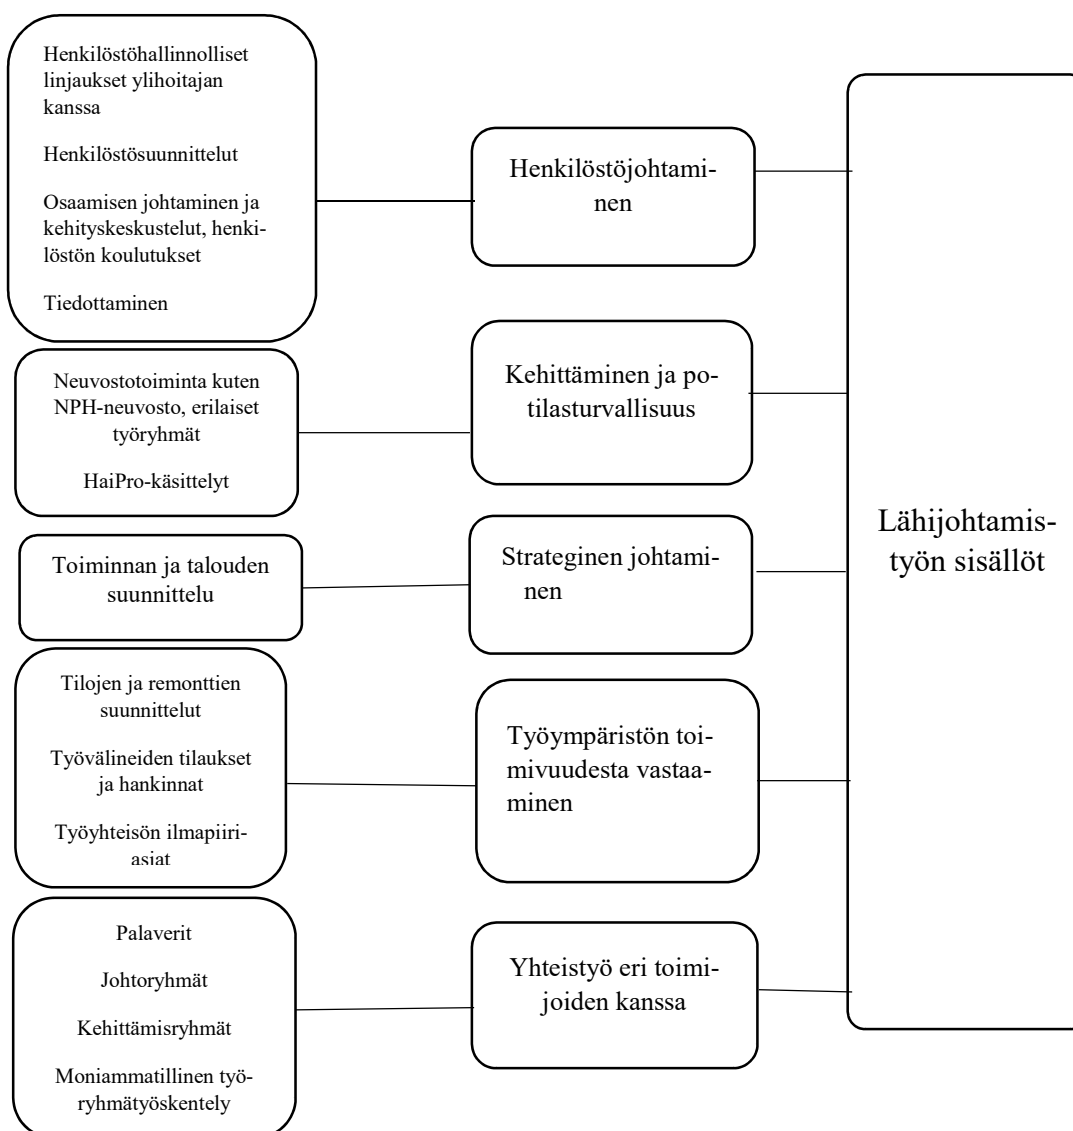 Henkilöstöhallinnolliset
linjaukset ylihoitajan
kanssa
Henkilöstösuunnittelut
Osaamisen johtaminen ja
kehityskeskustelut, henki-
löstön koulutukset
Tiedottaminen
Henkilöstöjohtami-
nen
Neuvostotoiminta kuten
NPH-neuvosto, erilaiset
työryhmät
HaiPro-käsittelyt
Kehittäminen ja po-
tilasturvallisuus
Toiminnan ja talouden
suunnittelu
Strateginen johtami-
nen
Tilojen ja remonttien
suunnittelut
Työvälineiden tilaukset
ja hankinnat
Työyhteisön ilmapiiri-
asiat
Työympäristön toi-
mivuudesta vastaa-
minen
Palaverit
Johtoryhmät
Kehittämisryhmät
Moniammatillinen työ-
ryhmätyöskentely
Yhteistyö eri toimi-
joiden kanssa
Lähijohtamis-
työn sisällöt